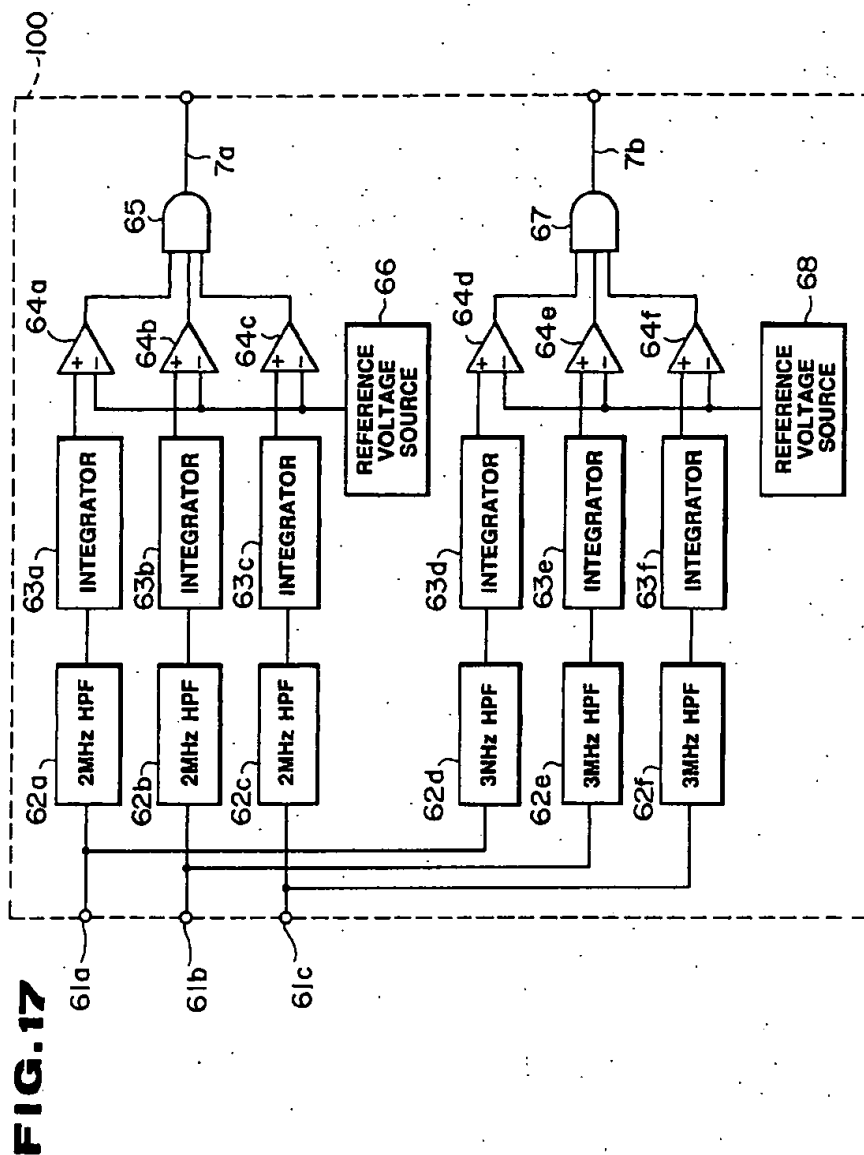 FIG.17
100
61a
62a
2MHz HPF
63a
INTEGRATOR
64a
+
−
61b
62b
2MHz HPF
63b
INTEGRATOR
64b
+
−
61c
62c
2MHz HPF
63c
INTEGRATOR
64c
+
−
65
7a
66
REFERENCE
VOLTAGE
SOURCE
62d
3NHz HPF
63d
INTEGRATOR
64d
+
−
62e
3MHz HPF
63e
INTEGRATOR
64e
+
−
62f
3MHz HPF
63f
INTEGRATOR
64f
+
−
67
7b
68
REFERENCE
VOLTAGE
SOURCE